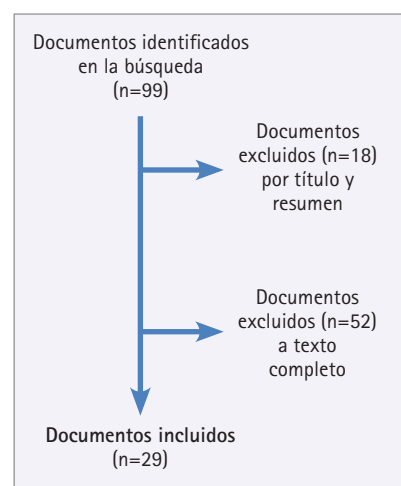 Documentos identificados
en la búsqueda
(n=99)
Documentos
excluidos (n=18)
por título y
resumen
Documentos
excluidos (n=52)
a texto
completo
Documentos incluidos
(n=29)